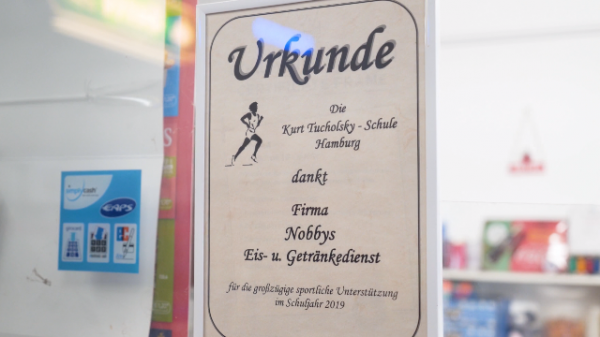 Urkunde
Die
Kurt Tucholsky - Schule
Hamburg
dankt
Firma
Nobbys
Eis- u. Getränkedienst
für die großzügige sportliche Unterstützung
im Schuljahr 2019
EAPS